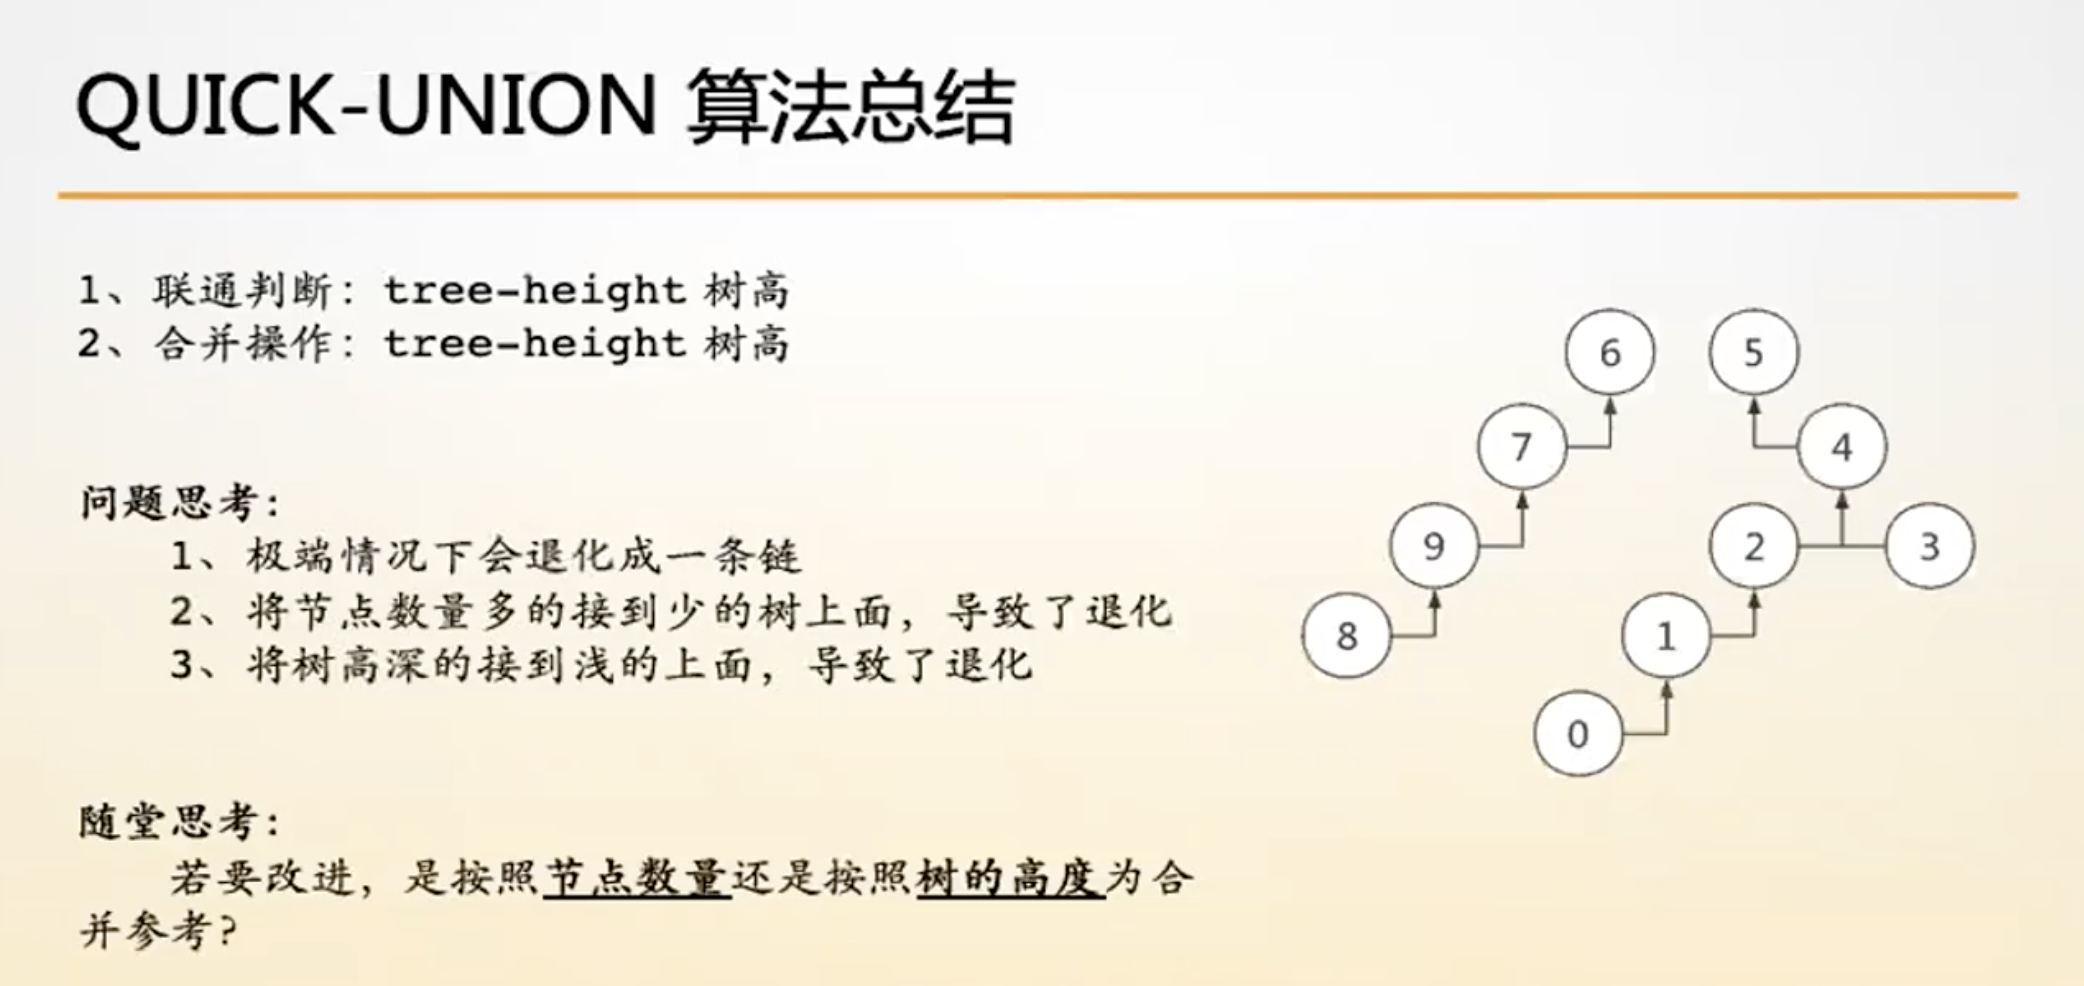 QUICK-UNION 算法总结
1、联通判断：tree-height 树高
2、合并操作：tree-height 树高
问题思考：
1、极端情况下会退化成一条链
2、将节点数量多的接到少的树上面，导致了退化
3、将树高深的接到浅的上面，导致了退化
随堂思考：
若要改进，是按照节点数量还是按照树的高度为合
并参考？
6 5
7 4
9 2 3
8 1
0